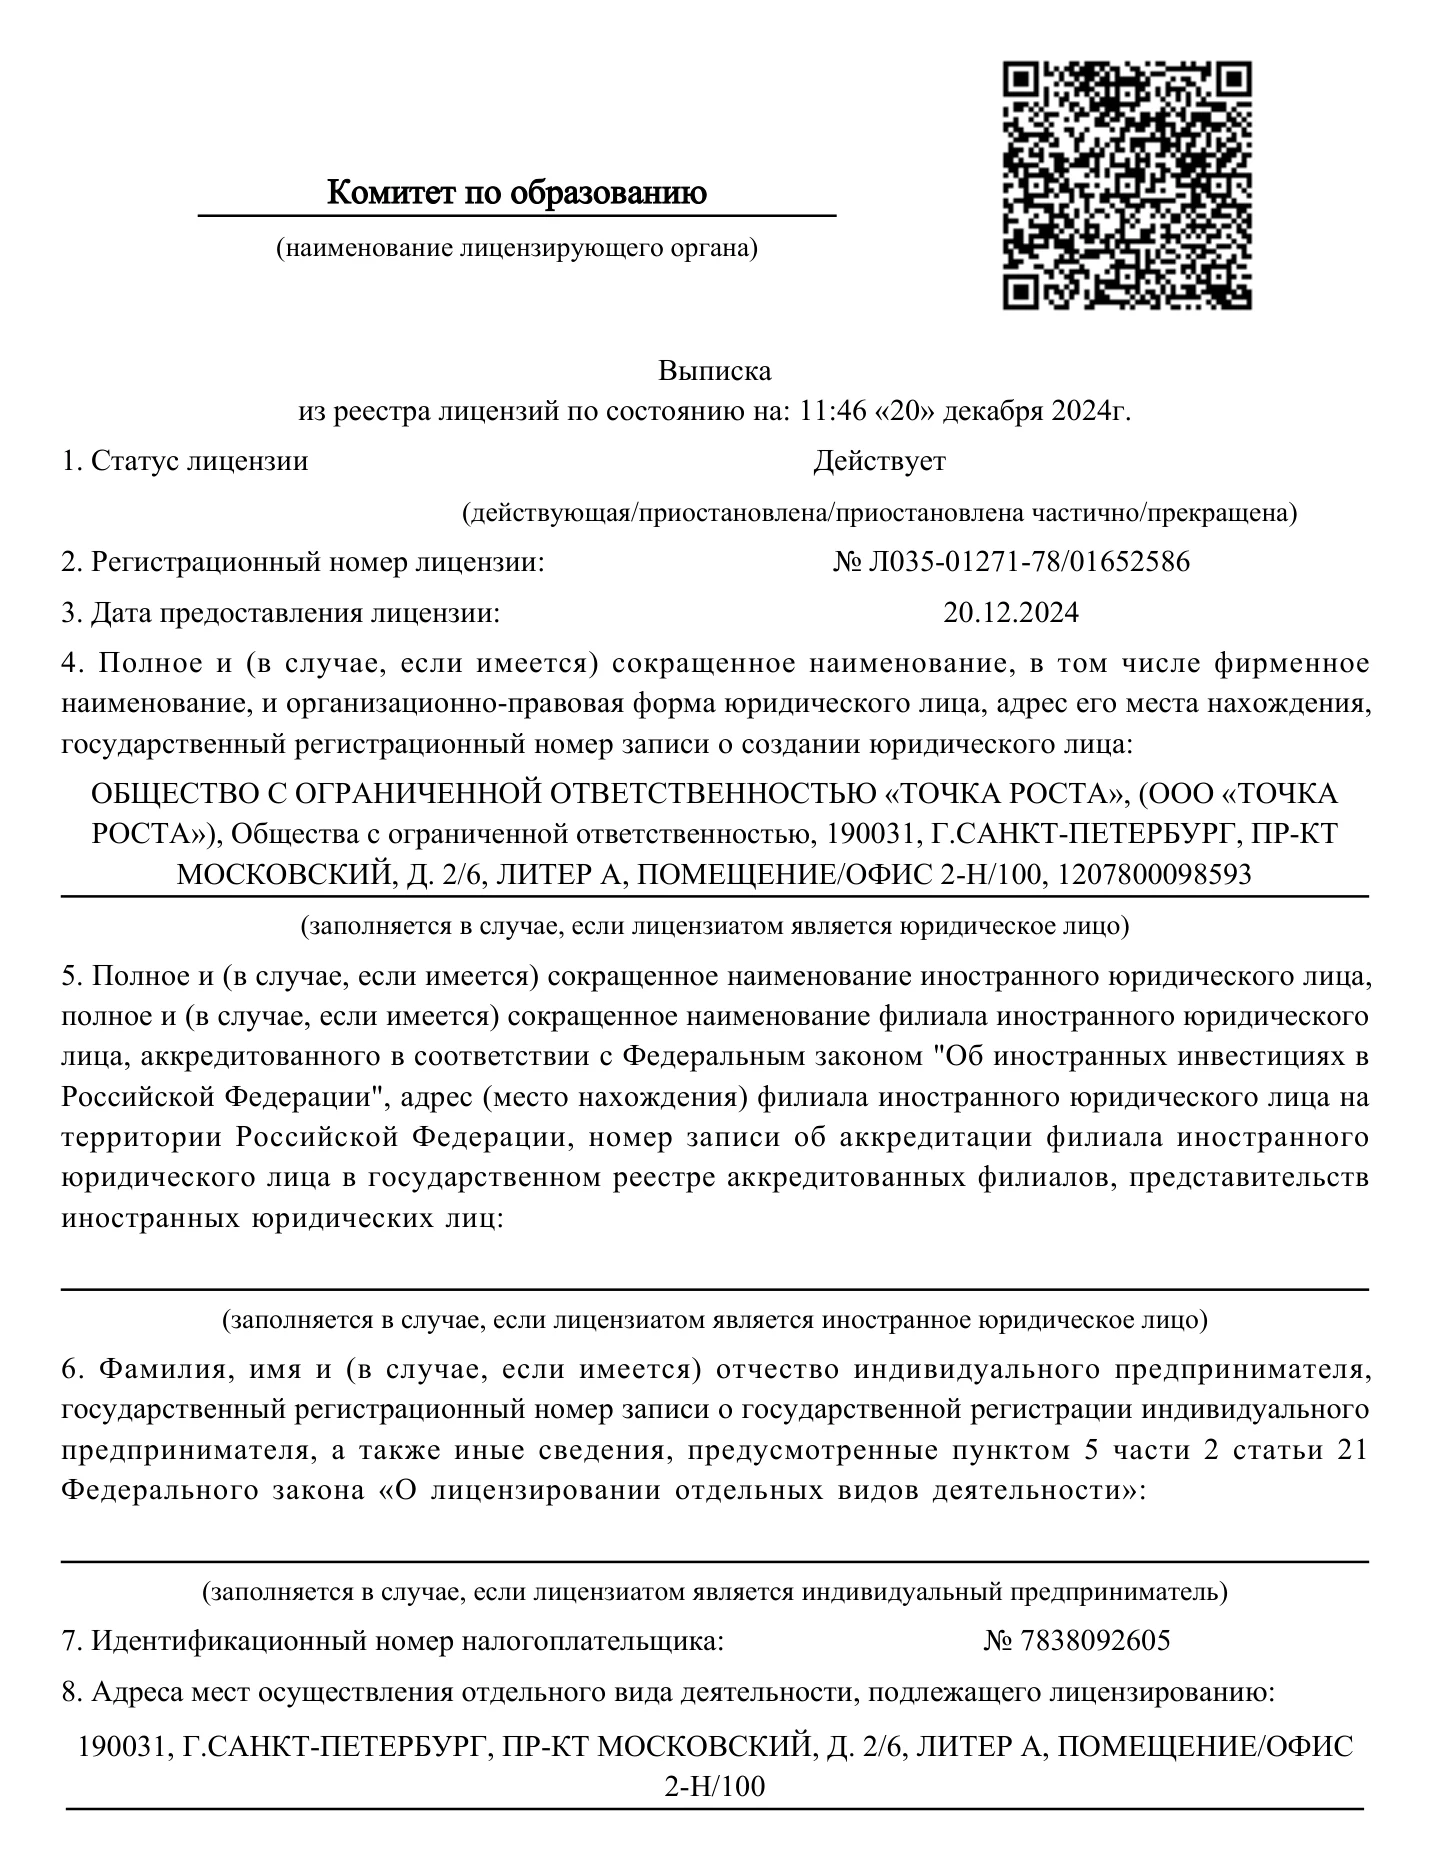 Комитет по образованию
(наименование лицензирующего органа)
Выписка
из реестра лицензий по состоянию на: 11:46 «20» декабря 2024г.
1. Статус лицензии Действует
(действующая/приостановлена/приостановлена частично/прекращена)
2. Регистрационный номер лицензии: № Л035-01271-78/01652586
3. Дата предоставления лицензии: 20.12.2024
4. Полное и (в случае, если имеется) сокращенное наименование, в том числе фирменное
наименование, и организационно-правовая форма юридического лица, адрес его места нахождения,
государственный регистрационный номер записи о создании юридического лица:
ОБЩЕСТВО С ОГРАНИЧЕННОЙ ОТВЕТСТВЕННОСТЬЮ «ТОЧКА РОСТА», (ООО «ТОЧКА
РОСТА»), Общества с ограниченной ответственностью, 190031, Г.САНКТ-ПЕТЕРБУРГ, ПР-КТ
МОСКОВСКИЙ, Д. 2/6, ЛИТЕР А, ПОМЕЩЕНИЕ/ОФИС 2-Н/100, 1207800098593
(заполняется в случае, если лицензиатом является юридическое лицо)
5. Полное и (в случае, если имеется) сокращенное наименование иностранного юридического лица,
полное и (в случае, если имеется) сокращенное наименование филиала иностранного юридического
лица, аккредитованного в соответствии с Федеральным законом "Об иностранных инвестициях в
Российской Федерации", адрес (место нахождения) филиала иностранного юридического лица на
территории Российской Федерации, номер записи об аккредитации филиала иностранного
юридического лица в государственном реестре аккредитованных филиалов, представительств
иностранных юридических лиц:
(заполняется в случае, если лицензиатом является иностранное юридическое лицо)
6. Фамилия, имя и (в случае, если имеется) отчество индивидуального предпринимателя,
государственный регистрационный номер записи о государственной регистрации индивидуального
предпринимателя, а также иные сведения, предусмотренные пунктом 5 части 2 статьи 21
Федерального закона «О лицензировании отдельных видов деятельности»:
(заполняется в случае, если лицензиатом является индивидуальный предприниматель)
7. Идентификационный номер налогоплательщика: № 7838092605
8. Адреса мест осуществления отдельного вида деятельности, подлежащего лицензированию:
190031, Г.САНКТ-ПЕТЕРБУРГ, ПР-КТ МОСКОВСКИЙ, Д. 2/6, ЛИТЕР А, ПОМЕЩЕНИЕ/ОФИС
2-Н/100